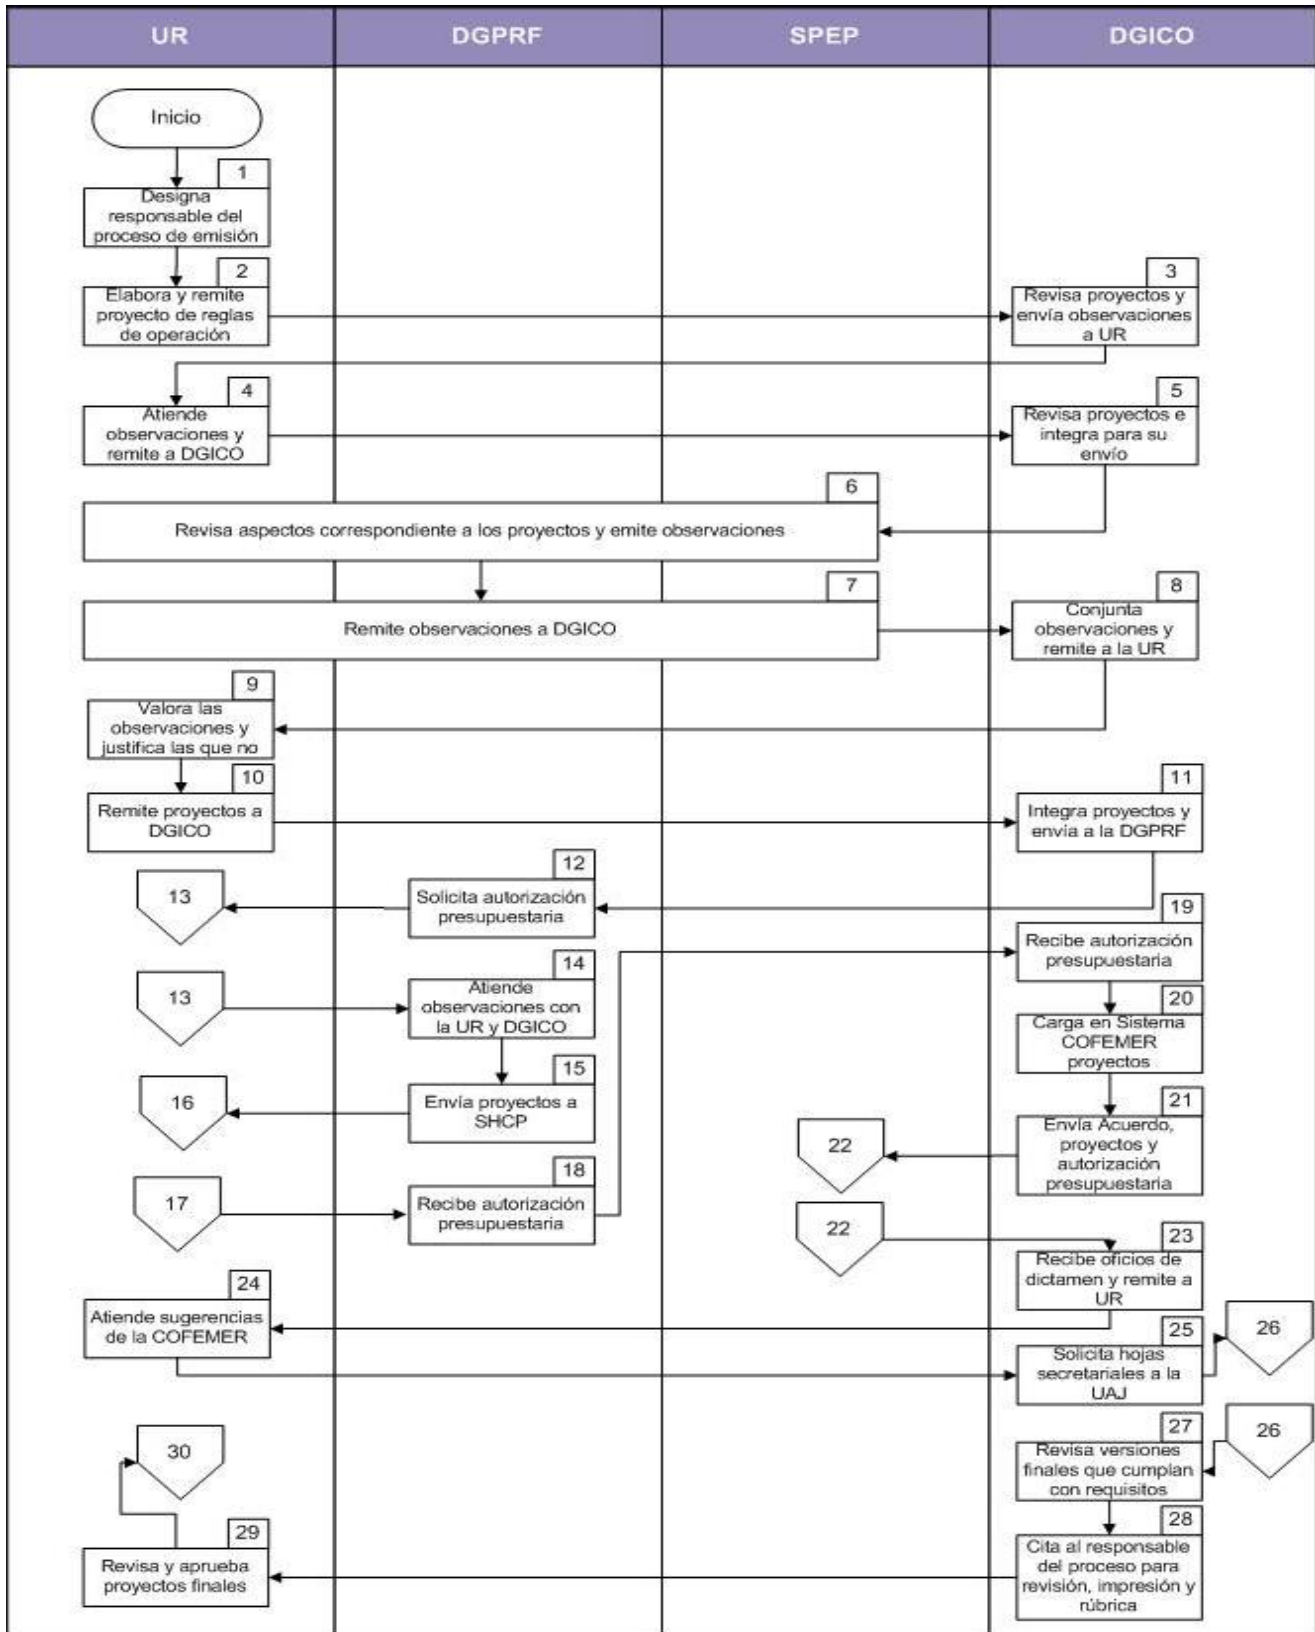 UR
DGPRF
SPEP
DGICO
Inicio
1
Designa
responsable del
proceso de emisión
2
Elabora y remite
proyecto de reglas
de operación
3
Revisa proyectos y
envía observaciones
a UR
4
Atiende
observaciones y
remite a DGICO
5
Revisa proyectos e
integra para su
envío
6
Revisa aspectos correspondiente a los proyectos y emite observaciones
7
Remite observaciones a DGICO
8
Conjunta
observaciones y
remite a la UR
9
Valora las
observaciones y
justifica las que no
10
Remite proyectos a
DGICO
11
Integra proyectos y
envía a la DGPRF
12
Solicita autorización
presupuestaria
13
19
Recibe autorización
presupuestaria
13
14
Atiende
observaciones con
la UR y DGICO
20
Carga en Sistema
COFEMER
proyectos
15
Envía proyectos a
SHCP
16
21
Envía Acuerdo,
proyectos y
autorización
presupuestaria
22
17
18
Recibe autorización
presupuestaria
22
23
Recibe oficios de
dictamen y remite a
UR
24
Atiende sugerencias
de la COFEMER
25
Solicita hojas
secretariales a la
UAJ
26
26
27
Revisa versiones
finales que cumplan
con requisitos
30
28
Cita al responsable
del proceso para
revisión, impresión y
rúbrica
29
Revisa y aprueba
proyectos finales